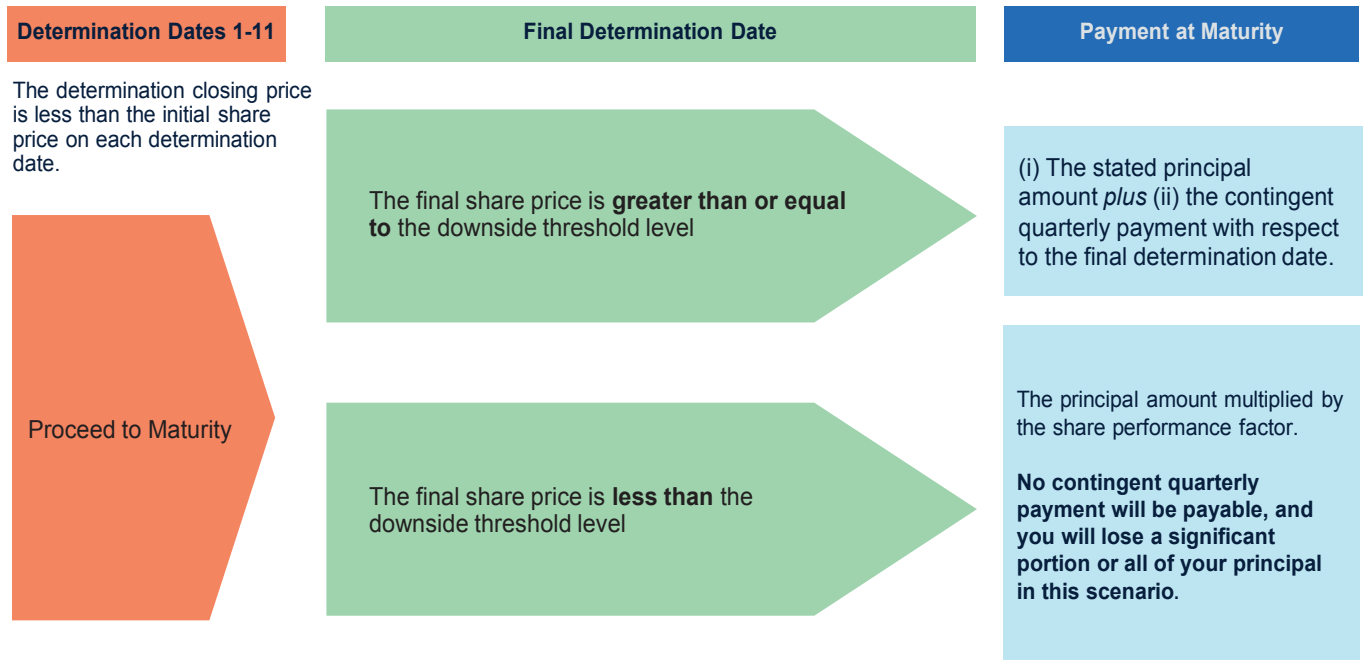 Determination Dates 1-11
Final Determination Date
Payment at Maturity
The determination closing price
is less than the initial share
price on each determination
date.
Proceed to Maturity
The final share price is greater than or equal
to the downside threshold level
(i) The stated principal
amount plus (ii) the contingent
quarterly payment with respect
to the final determination date.
The final share price is less than the
downside threshold level
The principal amount multiplied by
the share performance factor.
No contingent quarterly
payment will be payable, and
you will lose a significant
portion or all of your principal
in this scenario.